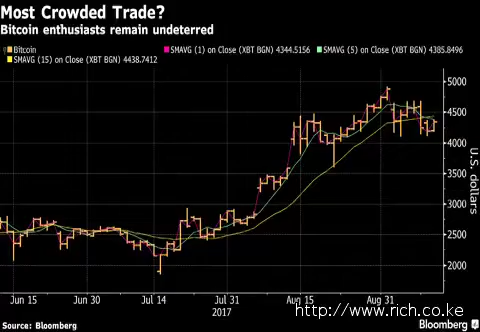 Most Crowded Trade?
Bitcoin enthusiasts remain undeterred
Bitcoin SMAVG (1) on Close (XBT BGN) 4344.5156 SMAVG (5) on Close (XBT BGN) 4385.8496
SMAVG (15) on Close (XBT BGN) 4438.7412
5000
4500
4000
3500
3000
2500
2000
U.S. dollars
Jun 15 Jun 30 Jul 14 Jul 31 Aug 15 Aug 31
2017
http://www.rich.co.ke
Source: Bloomberg Bloomberg